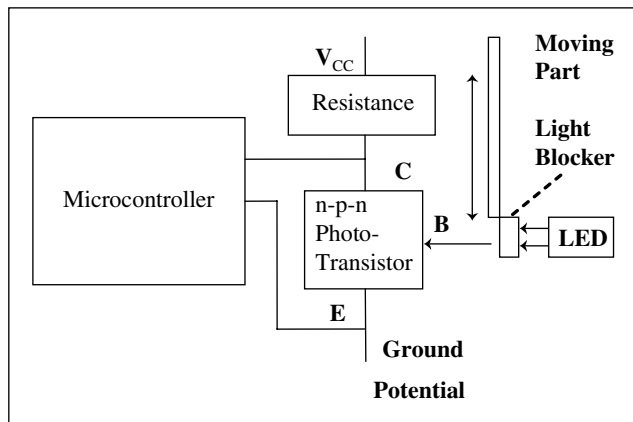 V_CC
Moving
Part
Resistance
Light
Blocker
C
Microcontroller
n-p-n
Photo-
Transistor
B
LED
E
Ground
Potential